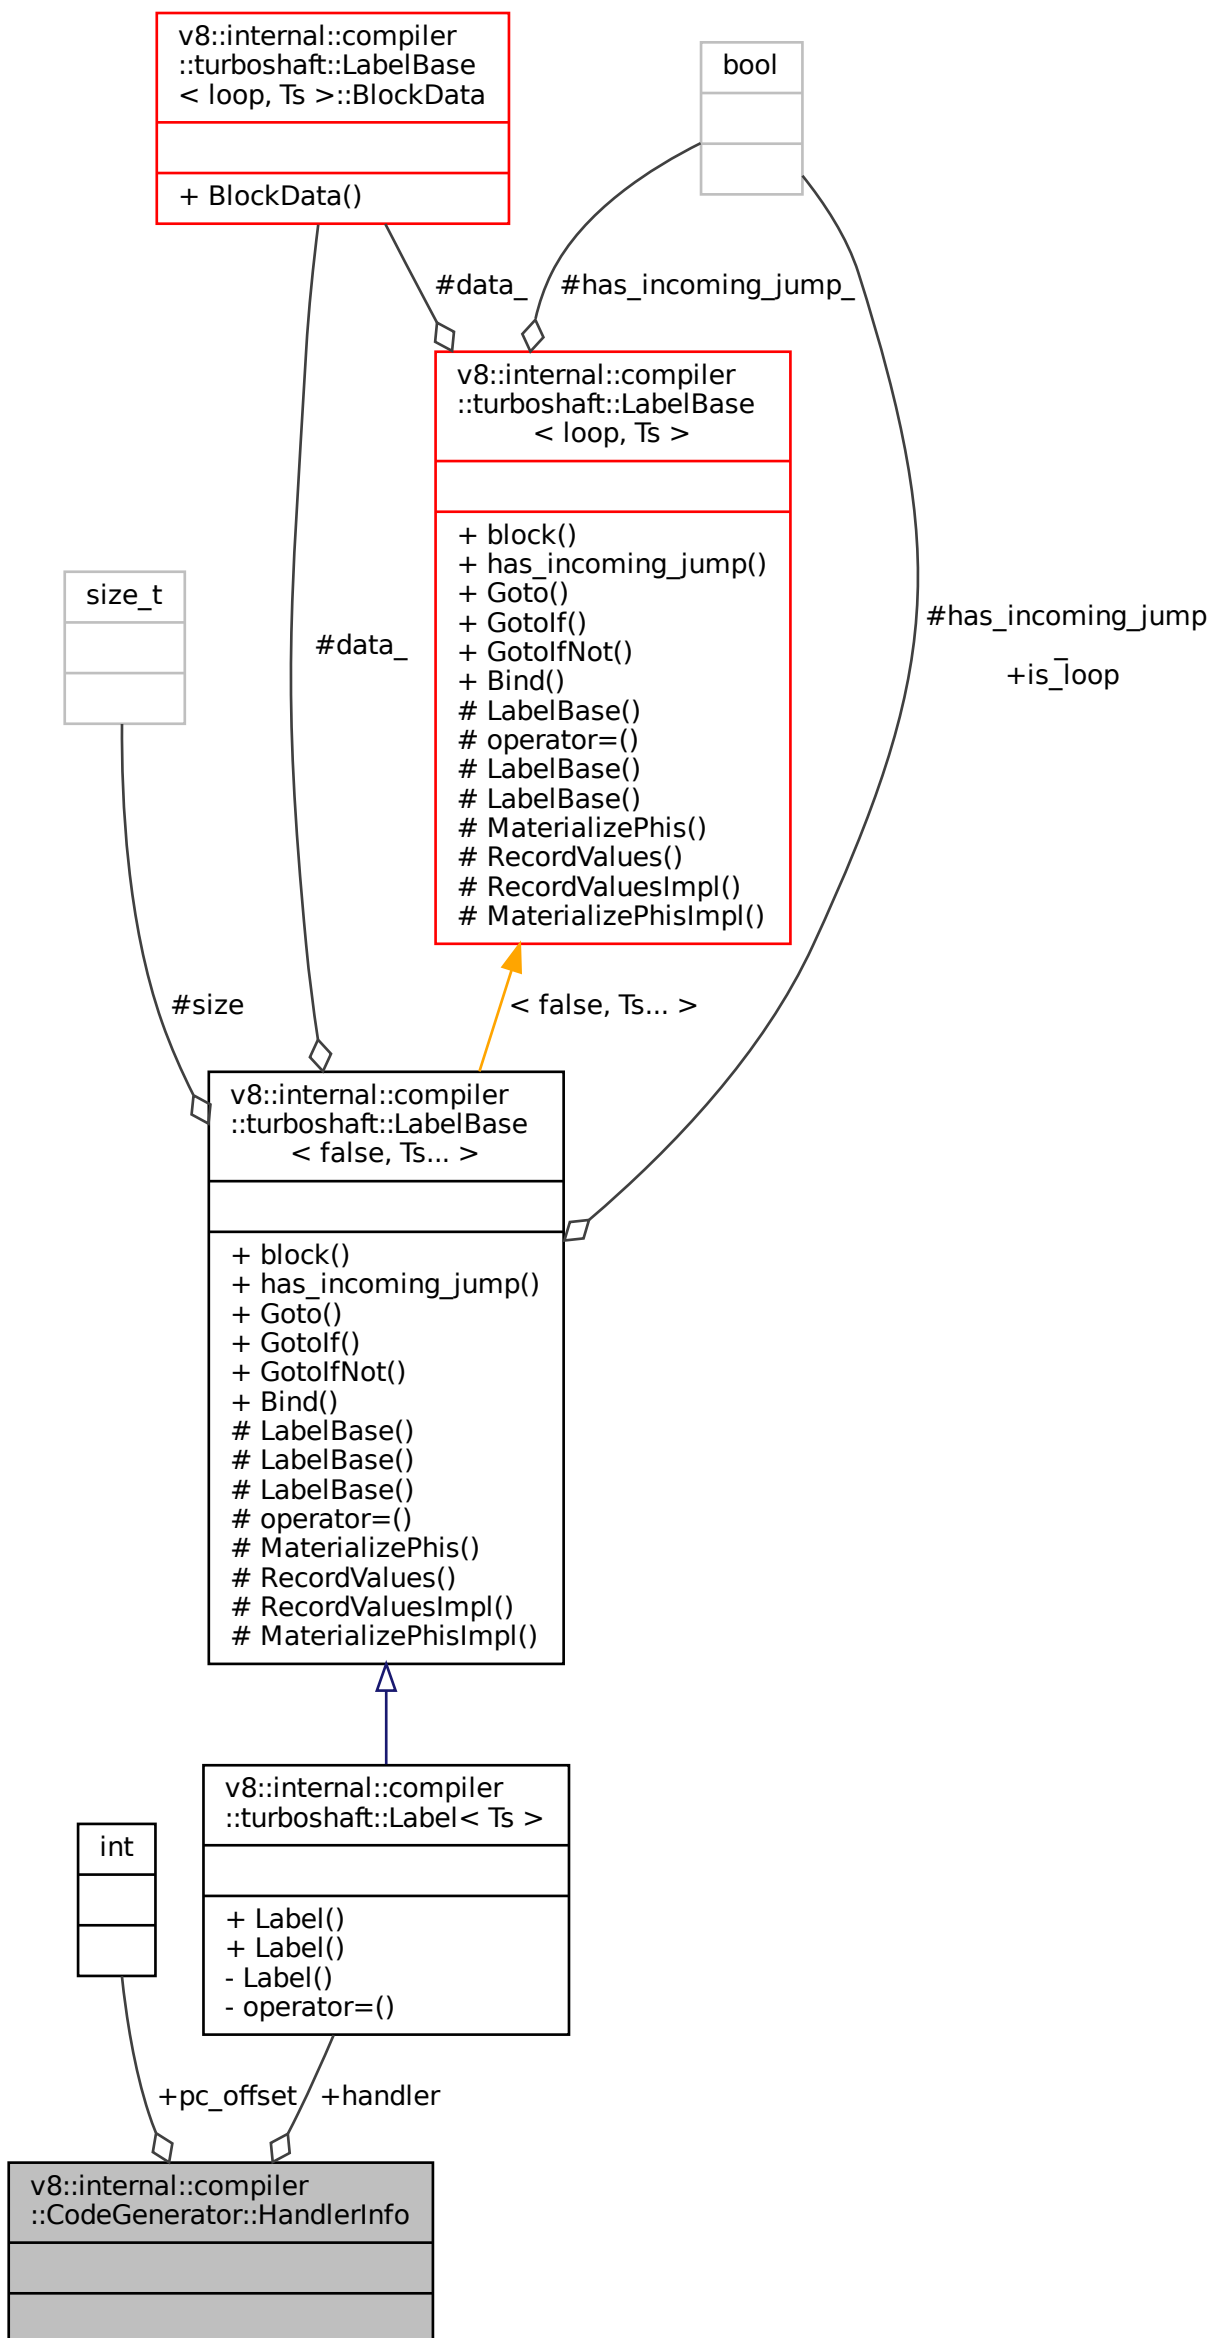 v8::internal::compiler
::turboshaft::LabelBase
< loop, Ts >::BlockData
+ BlockData()
bool
#data_
#has_incoming_jump_
v8::internal::compiler
::turboshaft::LabelBase
< loop, Ts >
+ block()
+ has_incoming_jump()
+ Goto()
+ GotoIf()
+ GotoIfNot()
+ Bind()
# LabelBase()
# operator=()
# LabelBase()
# LabelBase()
# MaterializePhis()
# RecordValues()
# RecordValuesImpl()
# MaterializePhisImpl()
size_t
#data_
#has_incoming_jump
_
+is_loop
#size
< false, Ts... >
v8::internal::compiler
::turboshaft::LabelBase
< false, Ts... >
+ block()
+ has_incoming_jump()
+ Goto()
+ GotoIf()
+ GotoIfNot()
+ Bind()
# LabelBase()
# LabelBase()
# LabelBase()
# operator=()
# MaterializePhis()
# RecordValues()
# RecordValuesImpl()
# MaterializePhisImpl()
v8::internal::compiler
::turboshaft::Label< Ts >
+ Label()
+ Label()
- Label()
- operator=()
int
+pc_offset
+handler
v8::internal::compiler
::CodeGenerator::HandlerInfo